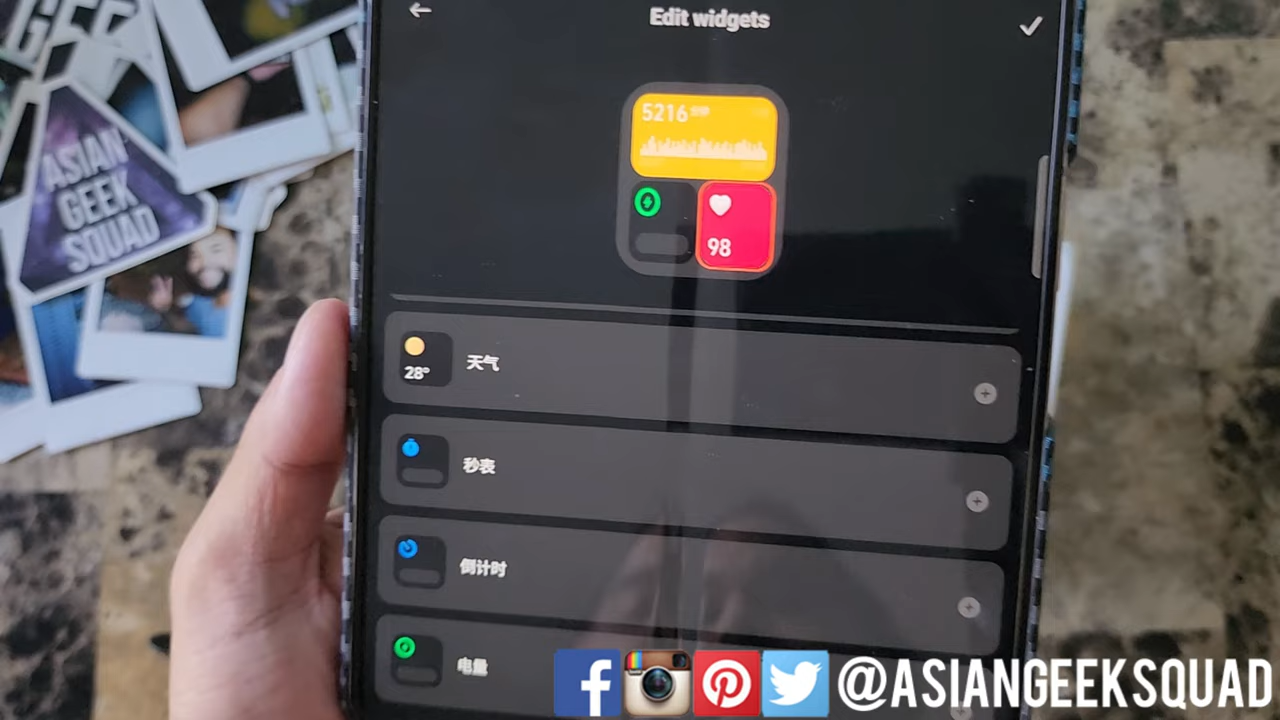 Edit widgets
5216
98
28°
天气
秒表
倒计时
电量
ASIAN
GEEK
SQUAD
@ASIANGEEKSQUAD